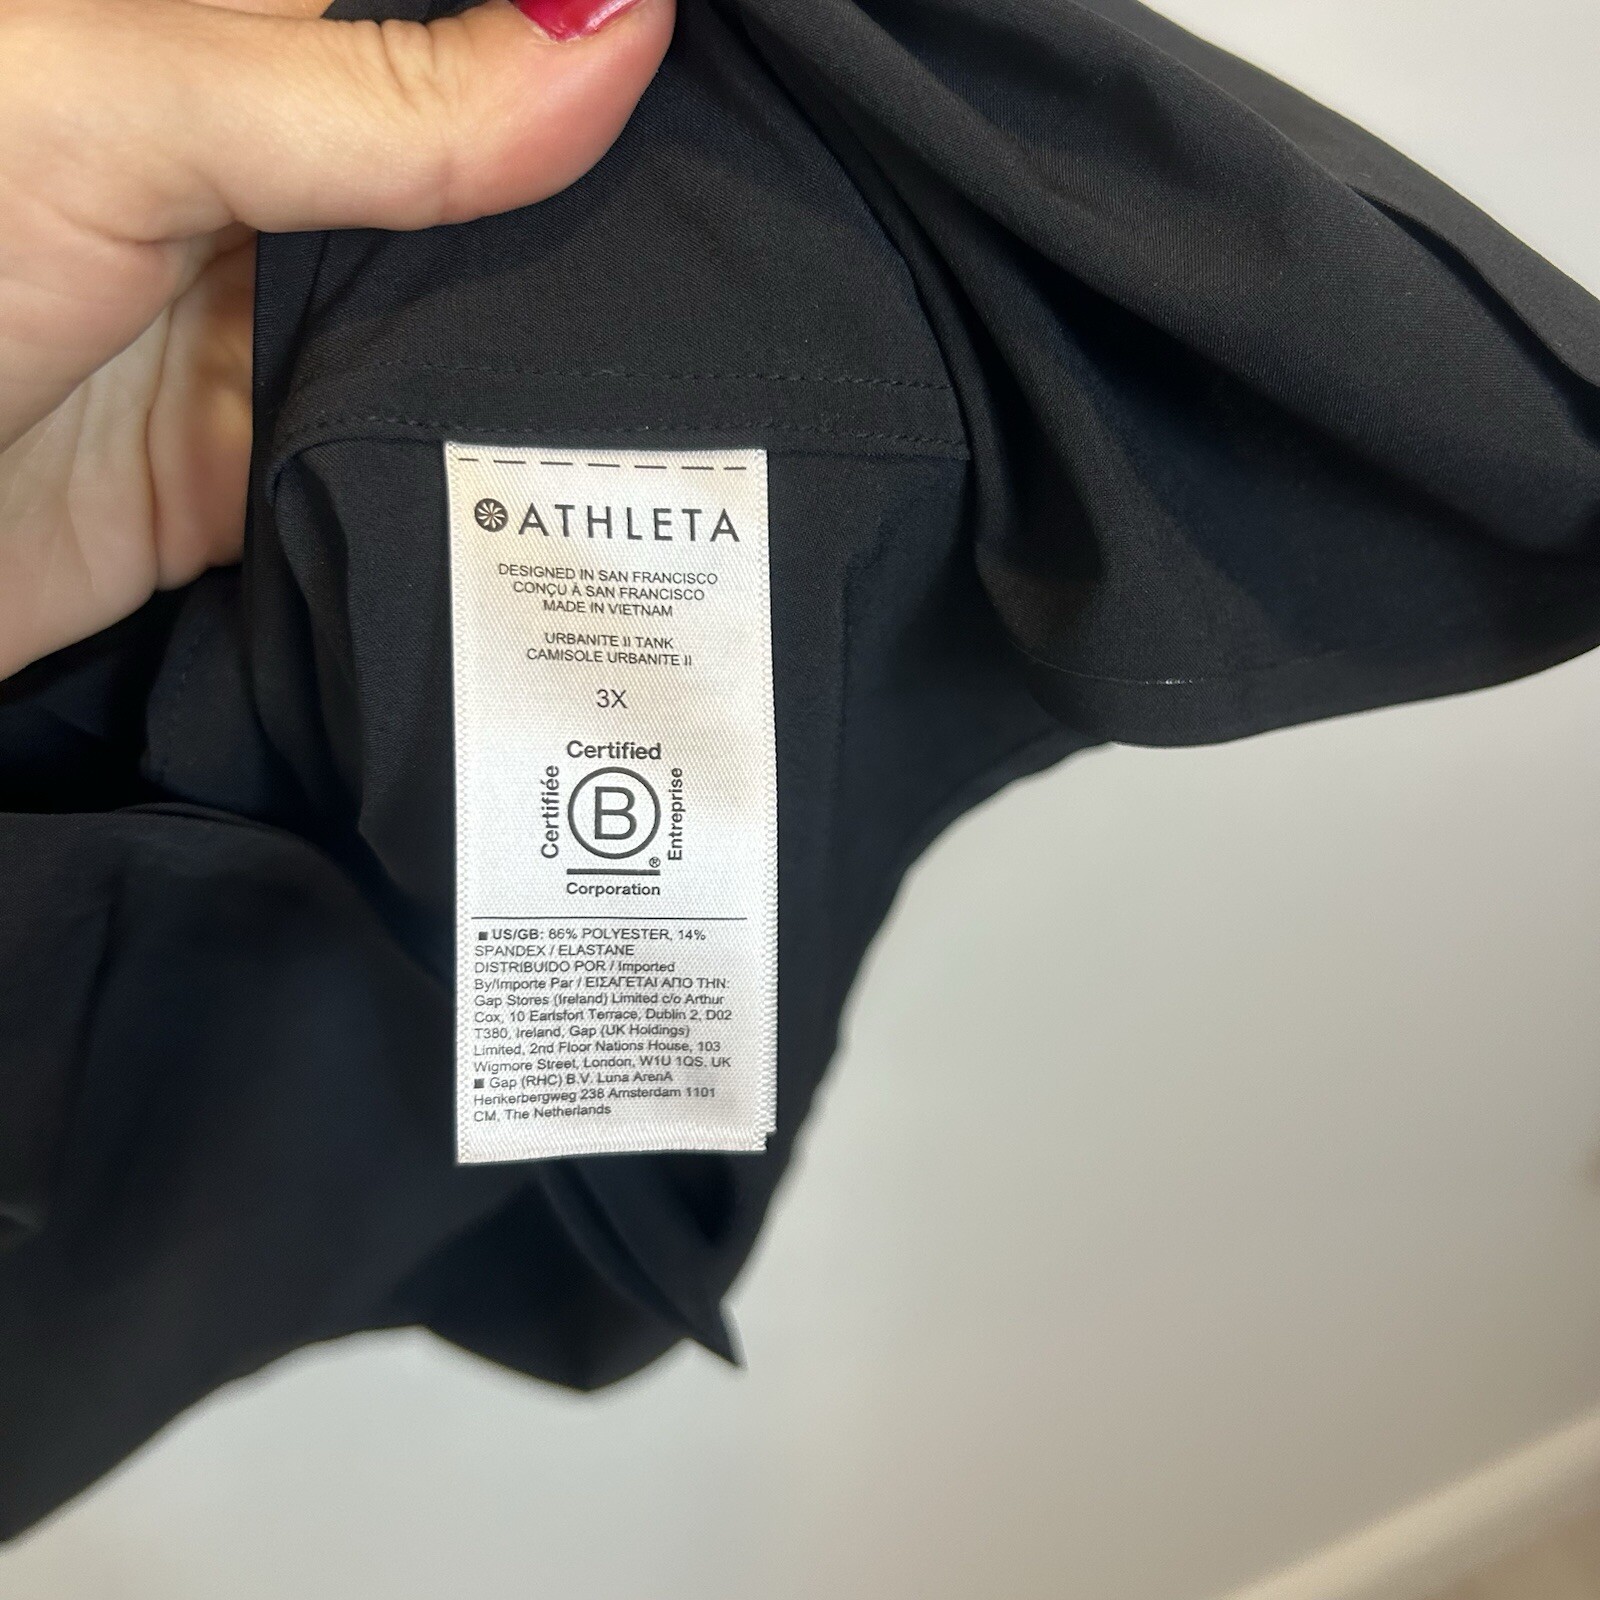 ATHLETA
DESIGNED IN SAN FRANCISCO
CONÇU À SAN FRANCISCO
MADE IN VIETNAM
URBANITE II TANK
CAMISOLE URBANITE II
3X
Certified
Certifiée
B
Entreprise
®
Corporation
US/GB: 86% POLYESTER, 14%
SPANDEX / ELASTANE
DISTRIBUIDO POR / Imported
By/Importe Par / ΕΙΣΑΓΕΤΑΙ ΑΠΟ ΤΗΝ:
Gap Stores (Ireland) Limited c/o Arthur
Cox, 10 Earlsfort Terrace, Dublin 2, D02
T380, Ireland, Gap (UK Holdings)
Limited, 2nd Floor Nations House, 103
Wigmore Street, London, W1U 1QS. UK
Gap (RHC) B.V. Luna ArenA
Herikerbergweg 238 Amsterdam 1101
CM, The Netherlands